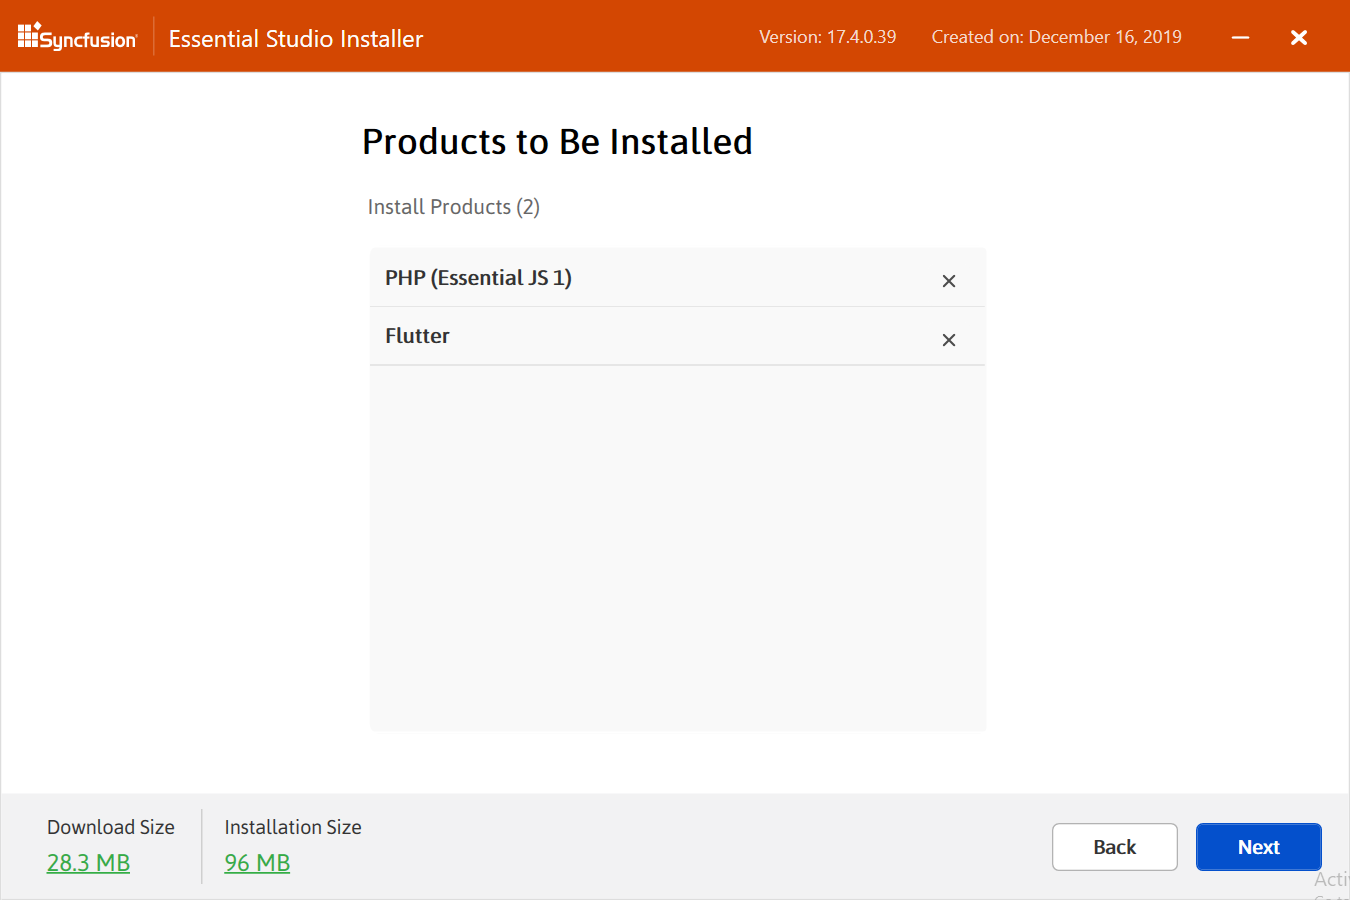 Syncfusion Essential Studio Installer Version: 17.4.0.39 Created on: December 16, 2019
Products to Be Installed
Install Products (2)
PHP (Essential JS 1)
Flutter
Download Size Installation Size
28.3 MB 96 MB
Back Next